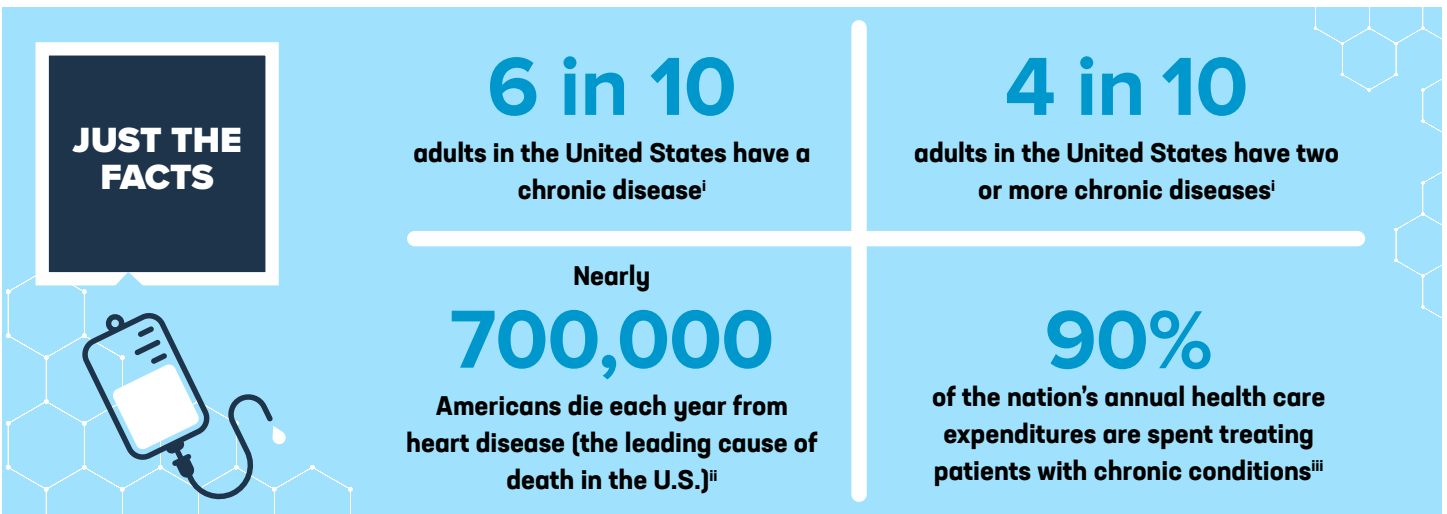 JUST THE
FACTS
6 in 10
adults in the United States have a
chronic diseaseⁱ
4 in 10
adults in the United States have two
or more chronic diseasesⁱ
Nearly
700,000
Americans die each year from
heart disease (the leading cause of
death in the U.S.)ⁱⁱ
90%
of the nation's annual health care
expenditures are spent treating
patients with chronic conditionsⁱⁱⁱ